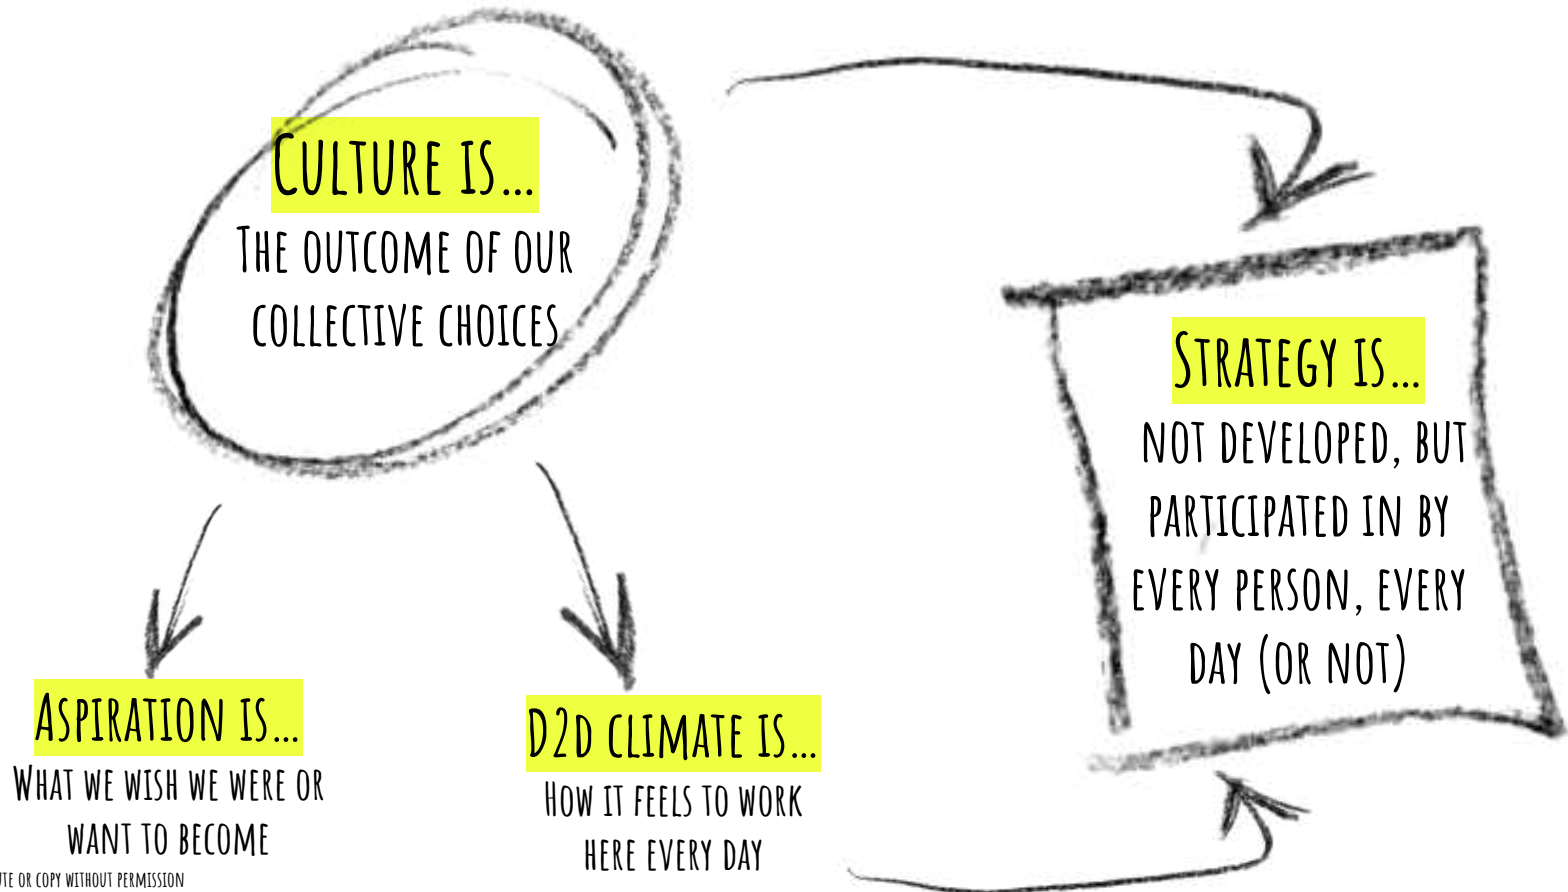 Culture is...
The outcome of our
collective choices
Strategy is...
not developed, but
participated in by
every person, every
day (or not)
Aspiration is...
What we wish we were or
want to become
D2d climate is...
How it feels to work
here every day
or copy without permission